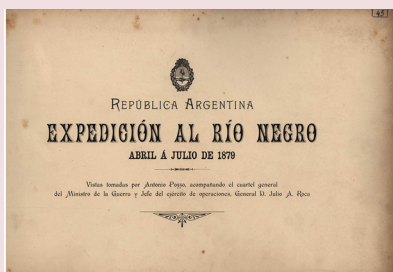 45
REPÚBLICA ARGENTINA
EXPEDICIÓN AL RÍO NEGRO
ABRIL Á JULIO DE 1879
Vistas tomadas por Antonio Pozzo, acompañando el cuartel general
del Ministro de la Guerra y Jefe del ejército de operaciones, General D. Julio A. Roca